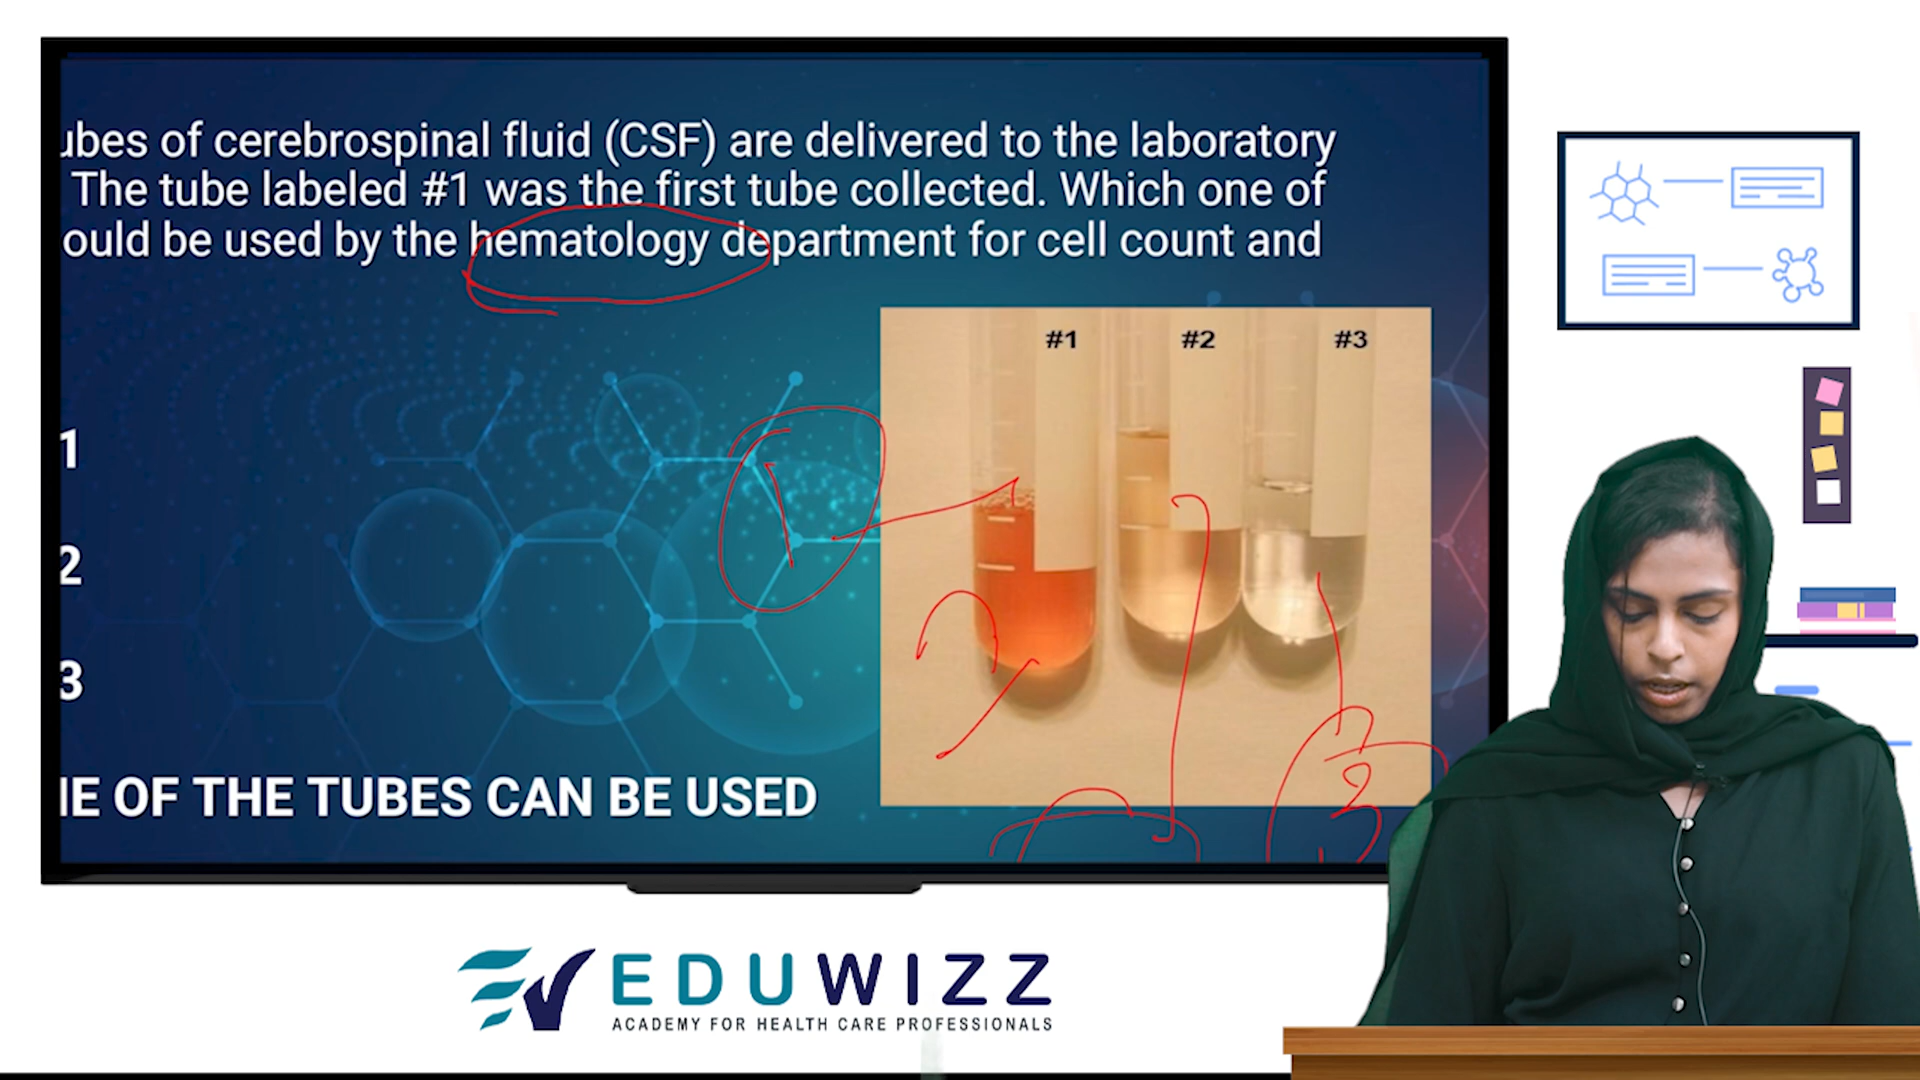 ubes of cerebrospinal fluid (CSF) are delivered to the laboratory
The tube labeled #1 was the first tube collected. Which one of
ould be used by the hematology department for cell count and
#1 #2 #3
1
2
3
IE OF THE TUBES CAN BE USED
EDUWIZZ
ACADEMY FOR HEALTH CARE PROFESSIONALS